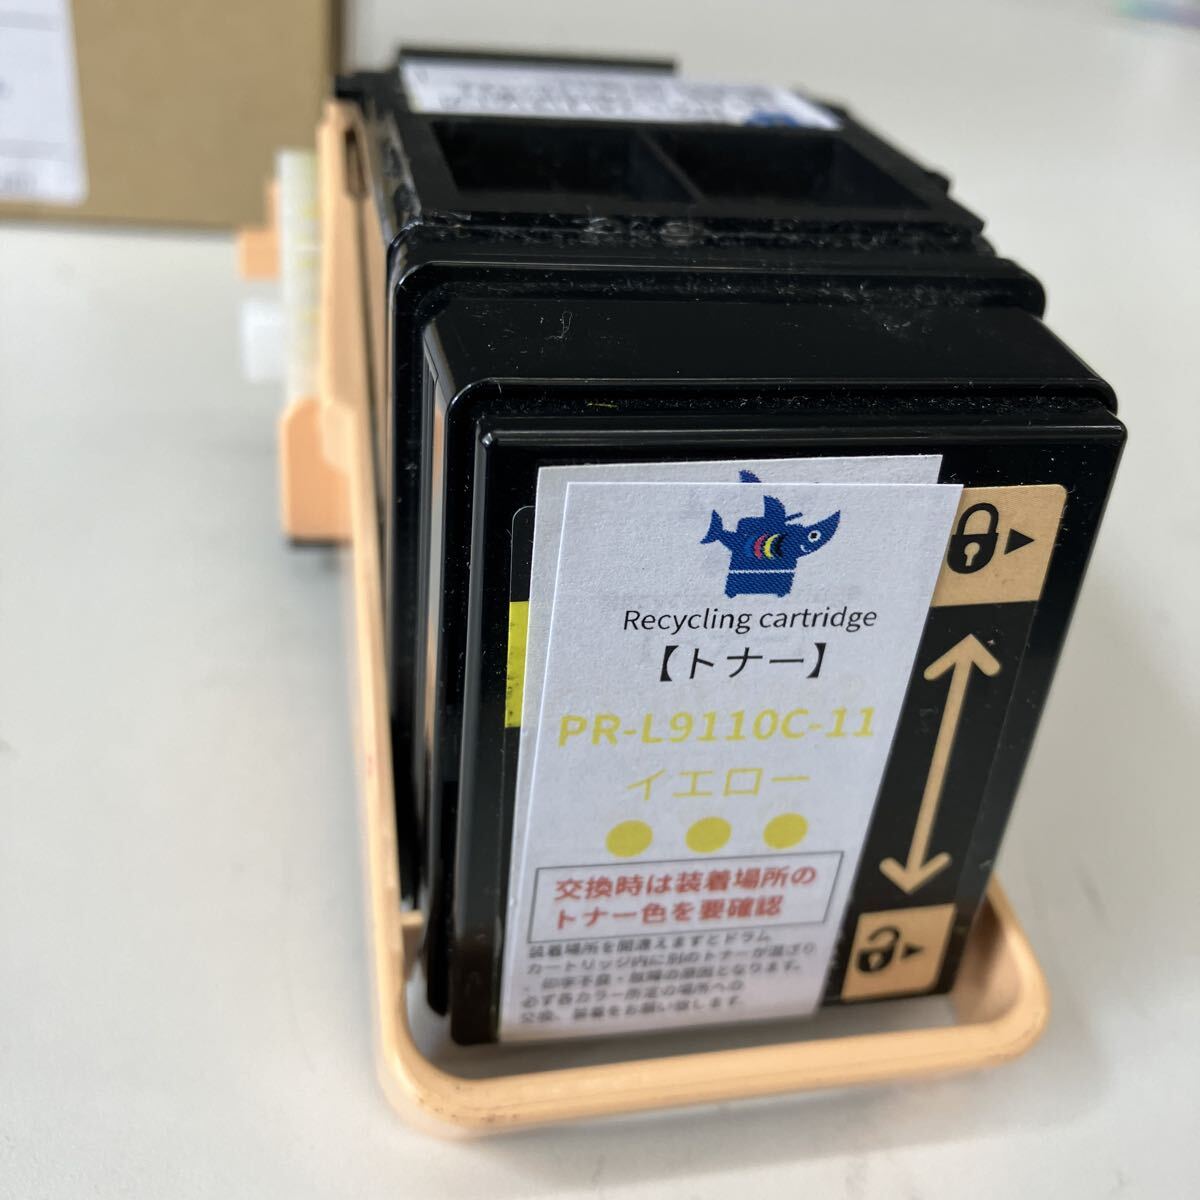 Recycling cartridge
【トナー】
PR-L9110C-11
イエロー
交換時は装着場所の
トナー色を要確認
装着場所を間違えますとドラム
カートリッジ内に別のトナーが混ざり
、印字不良・故障の原因となります。
必ず各カラー所定の場所への
交換、装着をお願い致します。